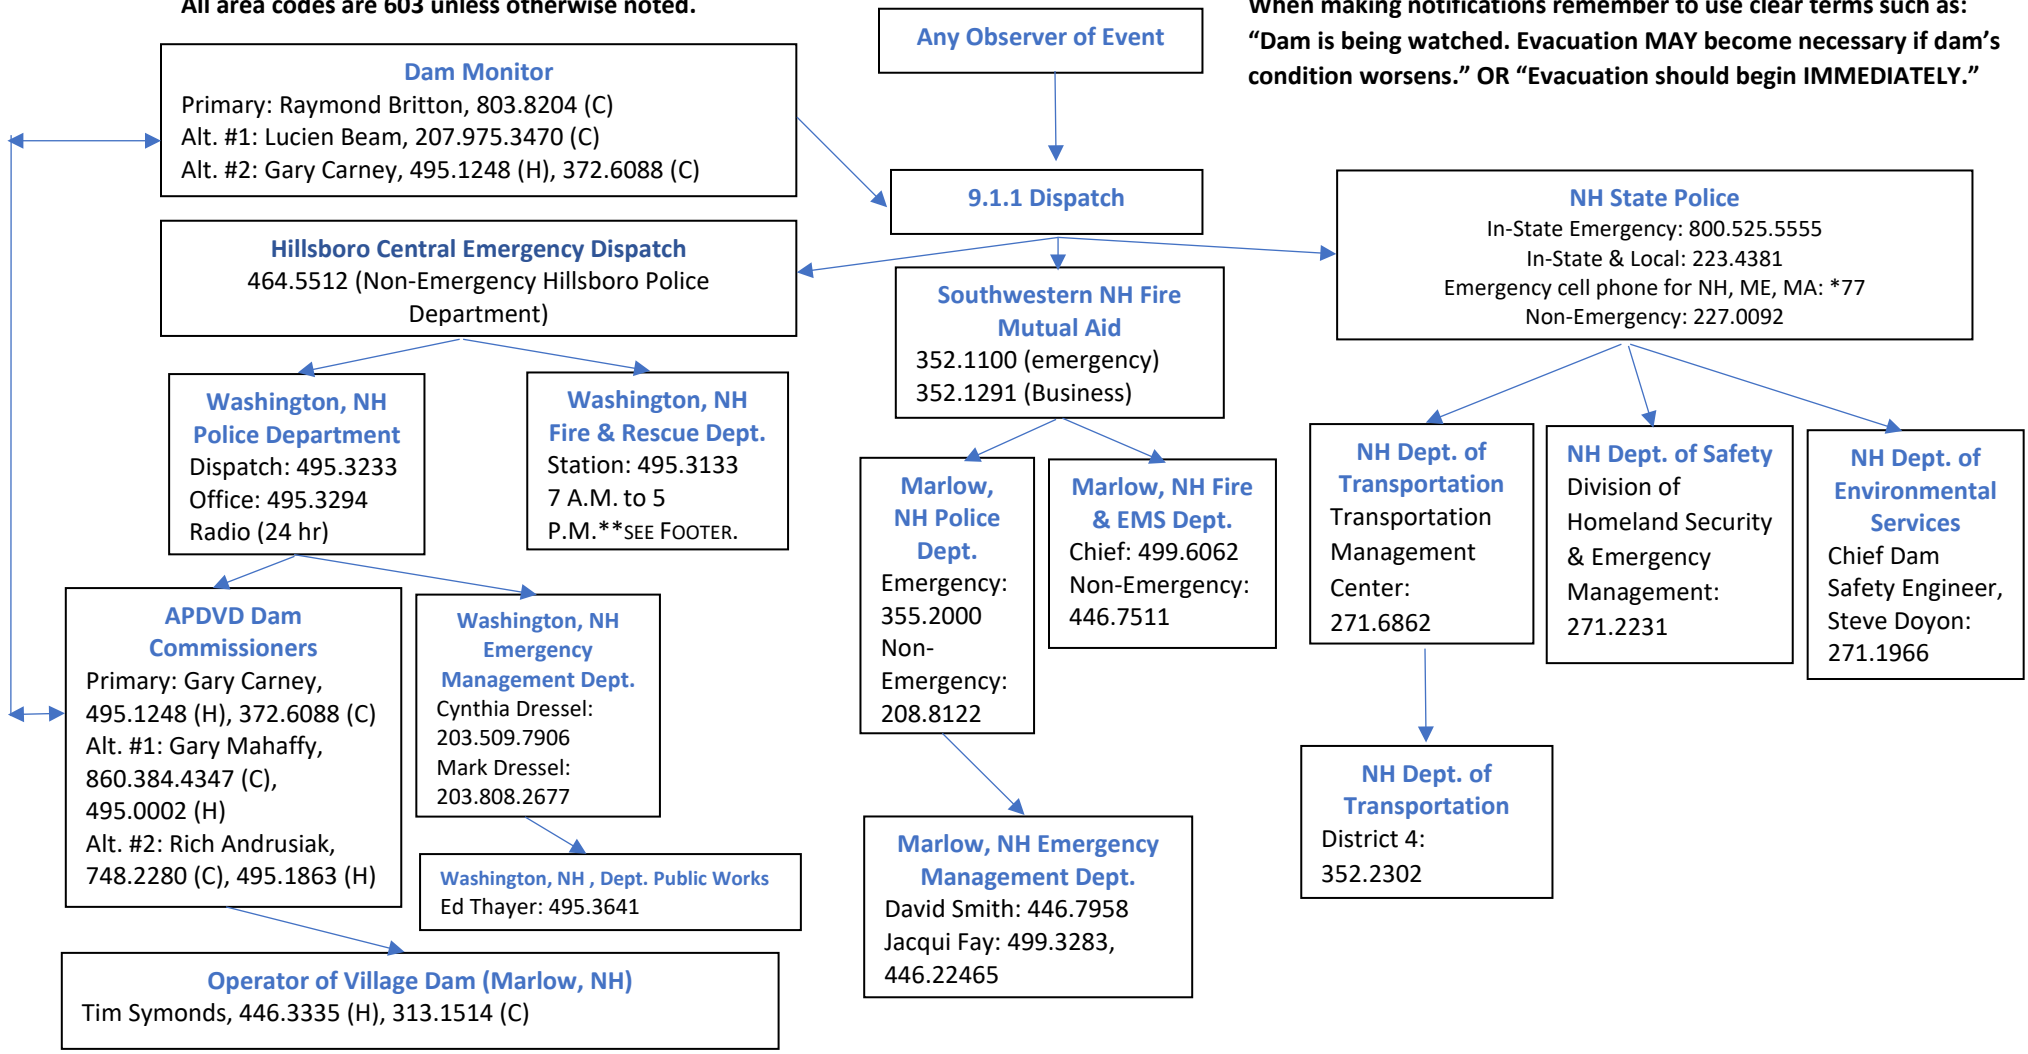 All area codes are 603 unless otherwise noted.
When making notifications remember to use clear terms such as:
“Dam is being watched. Evacuation MAY become necessary if dam’s
condition worsens.” OR “Evacuation should begin IMMEDIATELY.”
Any Observer of Event
Dam Monitor
Primary: Raymond Britton, 803.8204 (C)
Alt. #1: Lucien Beam, 207.975.3470 (C)
Alt. #2: Gary Carney, 495.1248 (H), 372.6088 (C)
9.1.1 Dispatch
NH State Police
In-State Emergency: 800.525.5555
In-State & Local: 223.4381
Emergency cell phone for NH, ME, MA: *77
Non-Emergency: 227.0092
Hillsboro Central Emergency Dispatch
464.5512 (Non-Emergency Hillsboro Police
Department)
Southwestern NH Fire
Mutual Aid
352.1100 (emergency)
352.1291 (Business)
Washington, NH
Police Department
Dispatch: 495.3233
Office: 495.3294
Radio (24 hr)
Washington, NH
Fire & Rescue Dept.
Station: 495.3133
7 A.M. to 5
P.M.**SEE FOOTER.
Marlow,
NH Police
Dept.
Emergency:
355.2000
Non-
Emergency:
208.8122
Marlow, NH Fire
& EMS Dept.
Chief: 499.6062
Non-Emergency:
446.7511
NH Dept. of
Transportation
Transportation
Management
Center:
271.6862
NH Dept. of Safety
Division of
Homeland Security
& Emergency
Management:
271.2231
NH Dept. of
Environmental
Services
Chief Dam
Safety Engineer,
Steve Doyon:
271.1966
APDVD Dam
Commissioners
Primary: Gary Carney,
495.1248 (H), 372.6088 (C)
Alt. #1: Gary Mahaffy,
860.384.4347 (C),
495.0002 (H)
Alt. #2: Rich Andrusiak,
748.2280 (C), 495.1863 (H)
Washington, NH
Emergency
Management Dept.
Cynthia Dressel:
203.509.7906
Mark Dressel:
203.808.2677
Washington, NH , Dept. Public Works
Ed Thayer: 495.3641
Marlow, NH Emergency
Management Dept.
David Smith: 446.7958
Jacqui Fay: 499.3283,
446.22465
NH Dept. of
Transportation
District 4:
352.2302
Operator of Village Dam (Marlow, NH)
Tim Symonds, 446.3335 (H), 313.1514 (C)